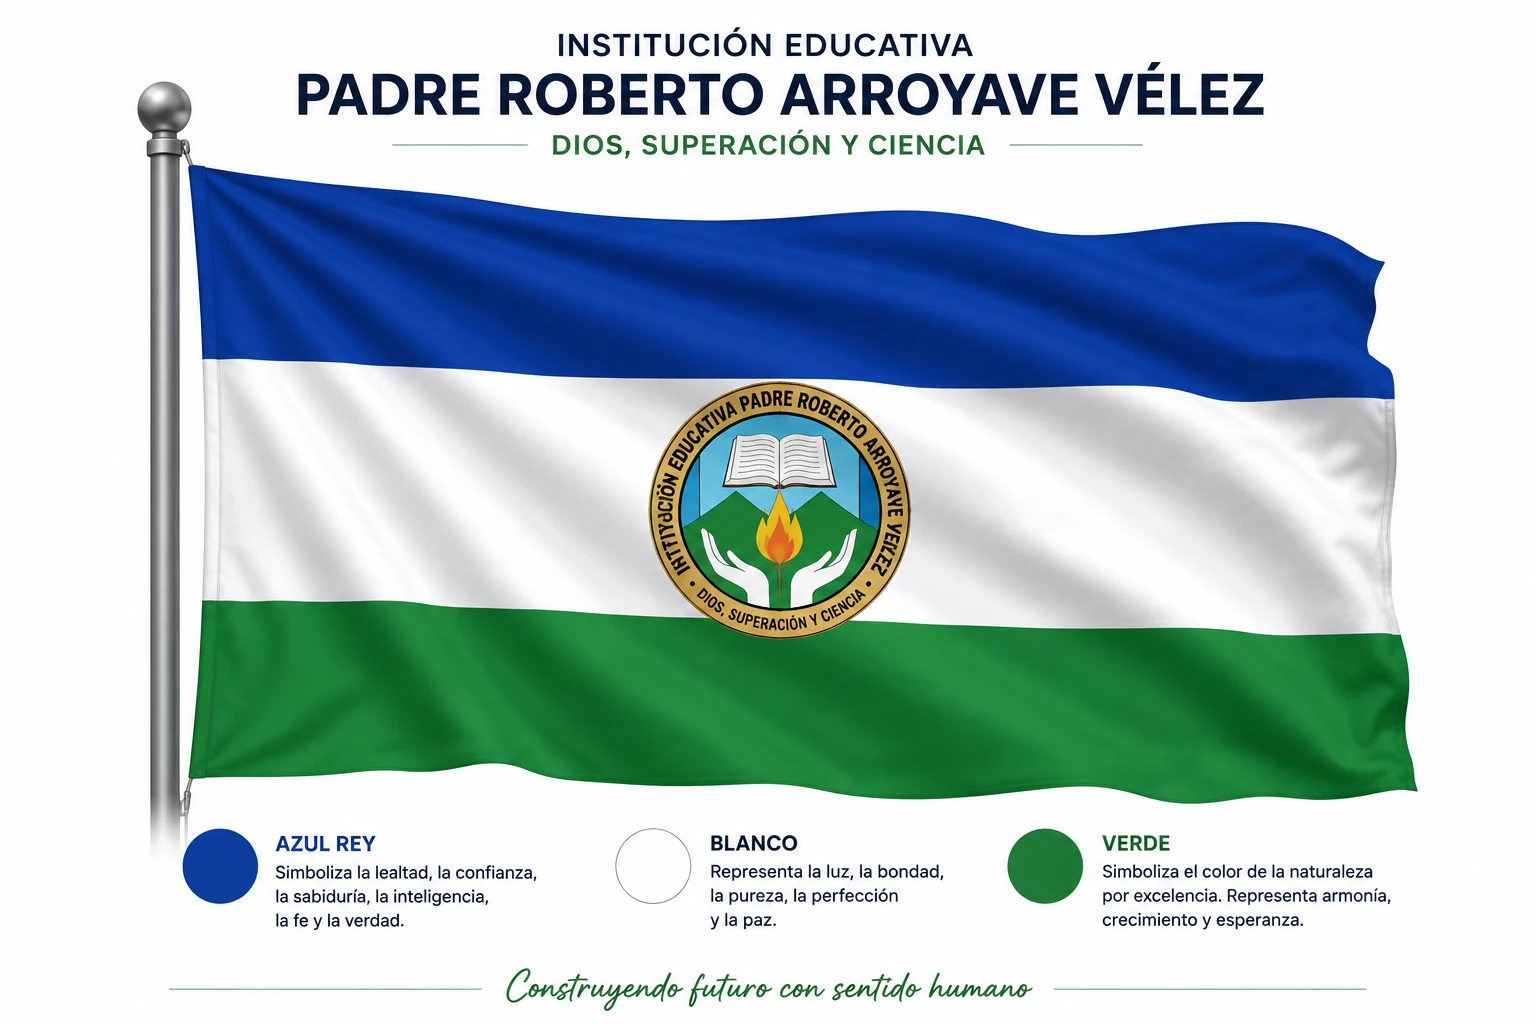 INSTITUCIÓN EDUCATIVA
PADRE ROBERTO ARROYAVE VÉLEZ
DIOS, SUPERACIÓN Y CIENCIA
EDUCATIVA PADRE ROBERTO ARROYAVE
DIOS, SUPERACIÓN Y CIENCIA
AZUL REY
Simboliza la lealtad, la confianza,
la sabiduría, la inteligencia,
la fe y la verdad.
BLANCO
Representa la luz, la bondad,
la pureza, la perfección
y la paz.
VERDE
Simboliza el color de la naturaleza
por excelencia. Representa armonía,
crecimiento y esperanza.
Construyendo futuro con sentido humano